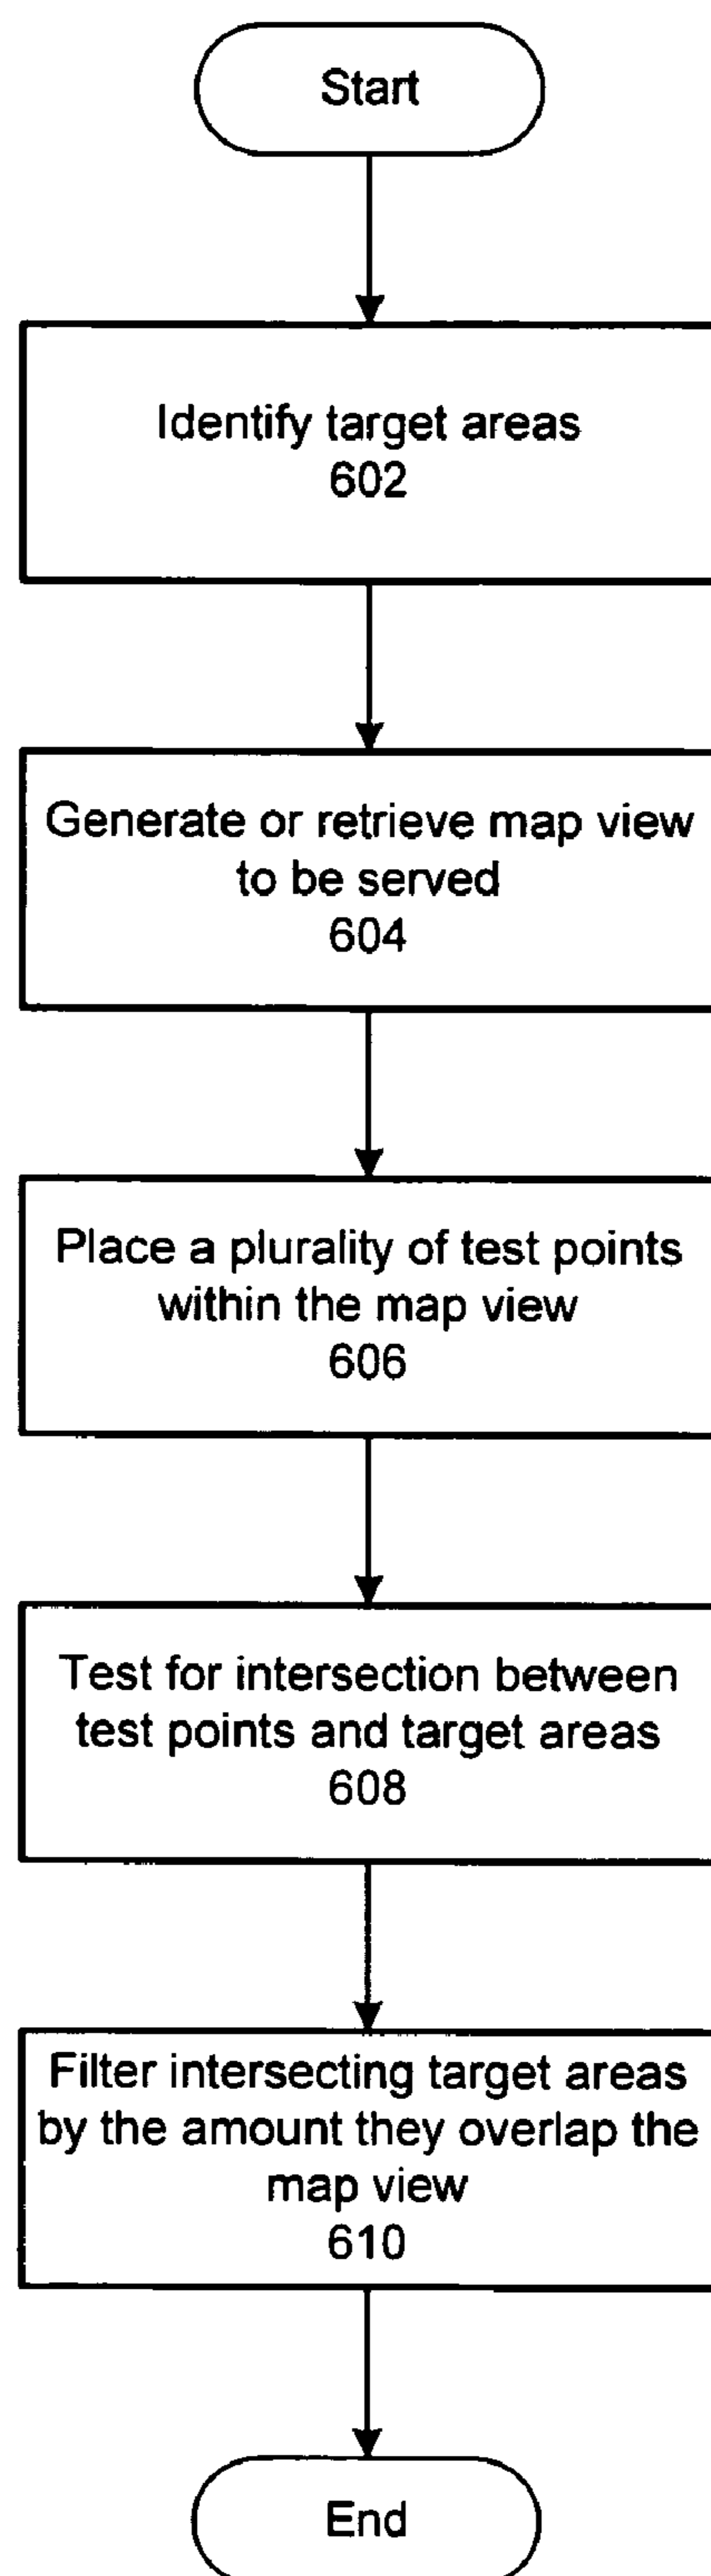 Start
Identify target areas
602
Generate or retrieve map view
to be served
604
Place a plurality of test points
within the map view
606
Test for intersection between
test points and target areas
608
Filter intersecting target areas
by the amount they overlap the
map view
610
End